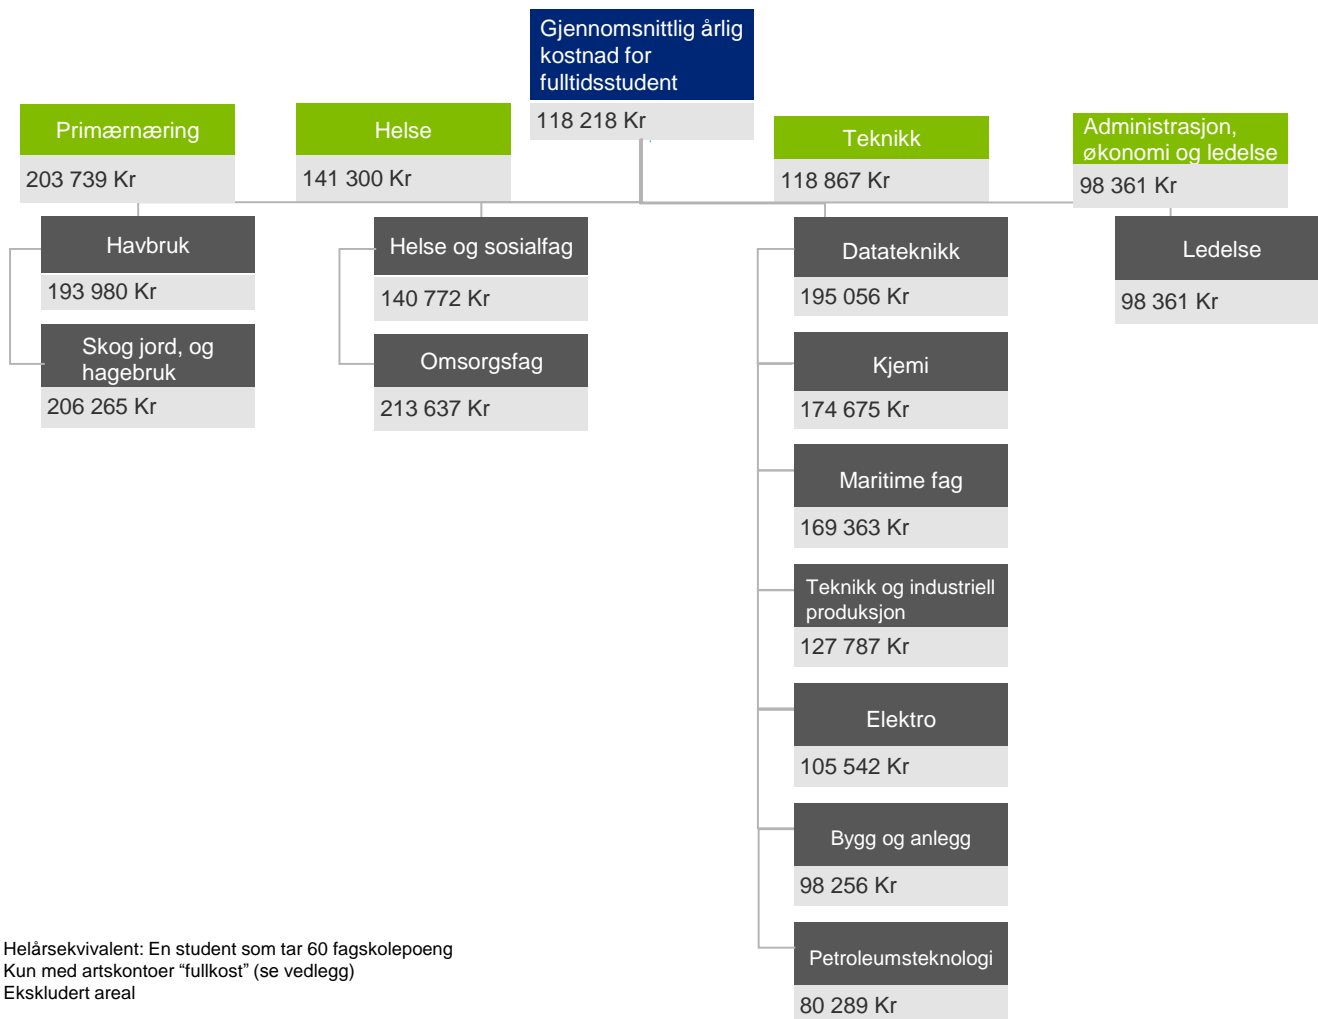 Gjennomsnittlig årlig
kostnad for
fulltidsstudent
118 218 Kr
Primærnæring
203 739 Kr
Havbruk
193 980 Kr
Skog jord, og
hagebruk
206 265 Kr
Helse
141 300 Kr
Helse og sosialfag
140 772 Kr
Omsorgsfag
213 637 Kr
Teknikk
118 867 Kr
Datateknikk
195 056 Kr
Kjemi
174 675 Kr
Maritime fag
169 363 Kr
Teknikk og industriell
produksjon
127 787 Kr
Elektro
105 542 Kr
Bygg og anlegg
98 256 Kr
Petroleumsteknologi
80 289 Kr
Administrasjon,
økonomi og ledelse
98 361 Kr
Ledelse
98 361 Kr
Helårsekvivalent: En student som tar 60 fagskolepoeng
Kun med artskontoer “fullkost” (se vedlegg)
Ekskludert areal